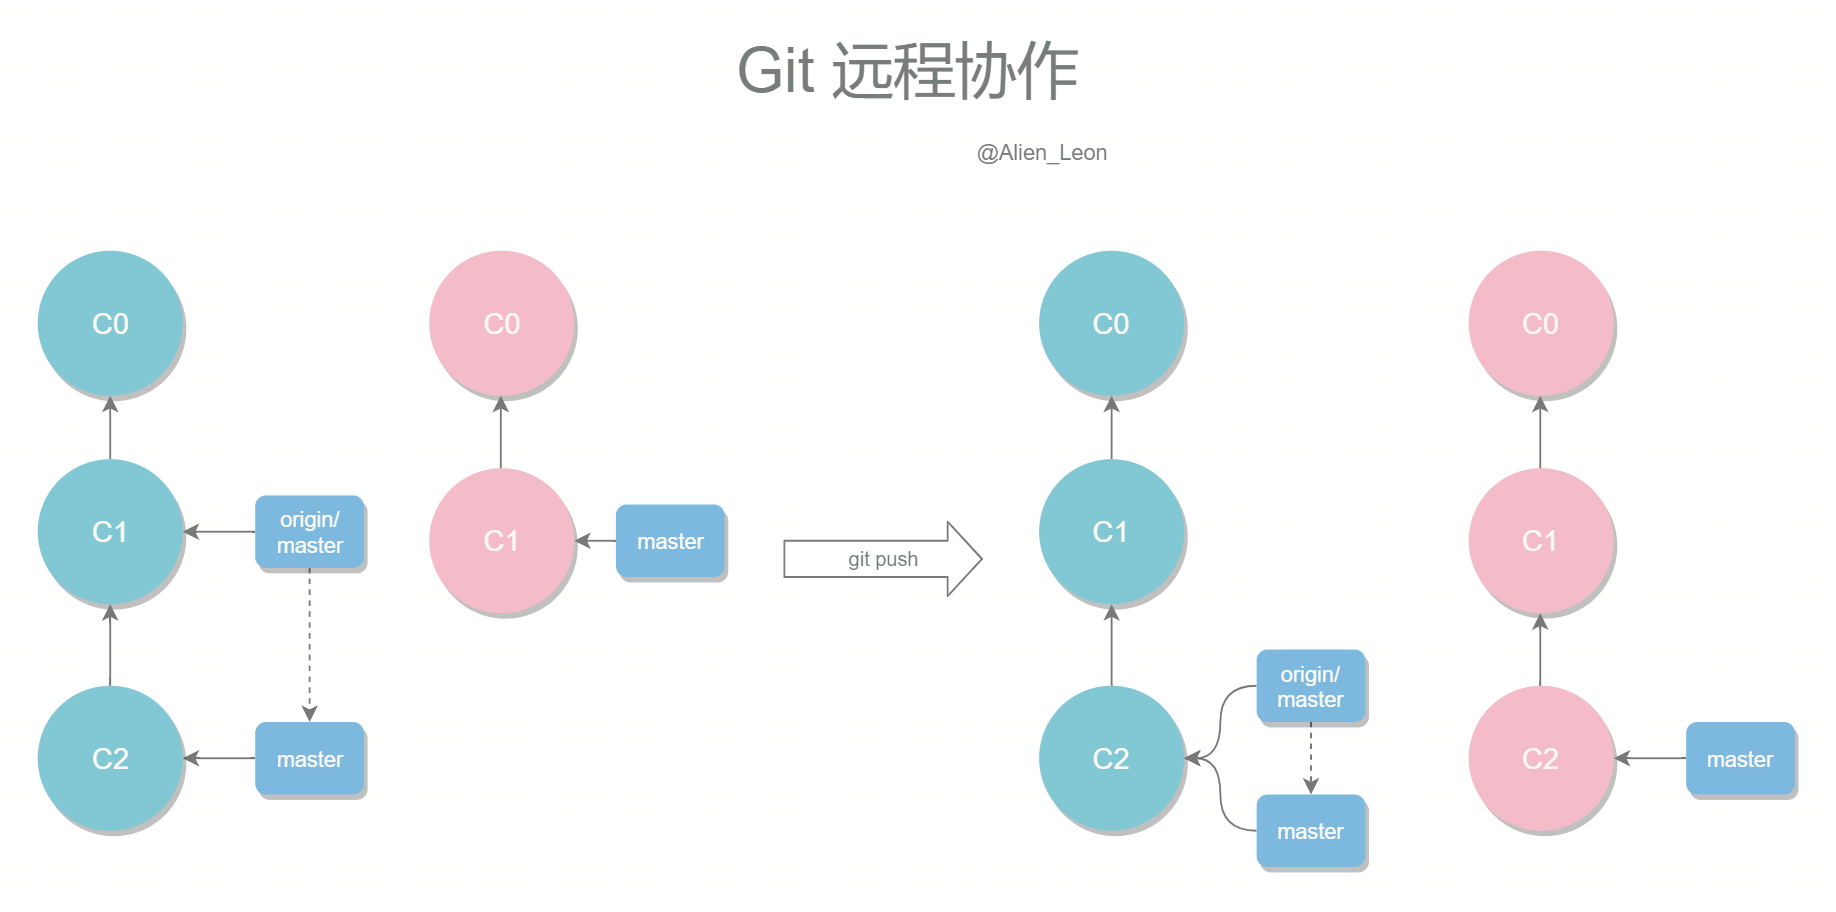 Git 远程协作
@Alien_Leon
C0
C0
C0
C0
C1
origin/
master
C1
master
git push
C1
C1
C2
master
C2
origin/
master
master
C2
master